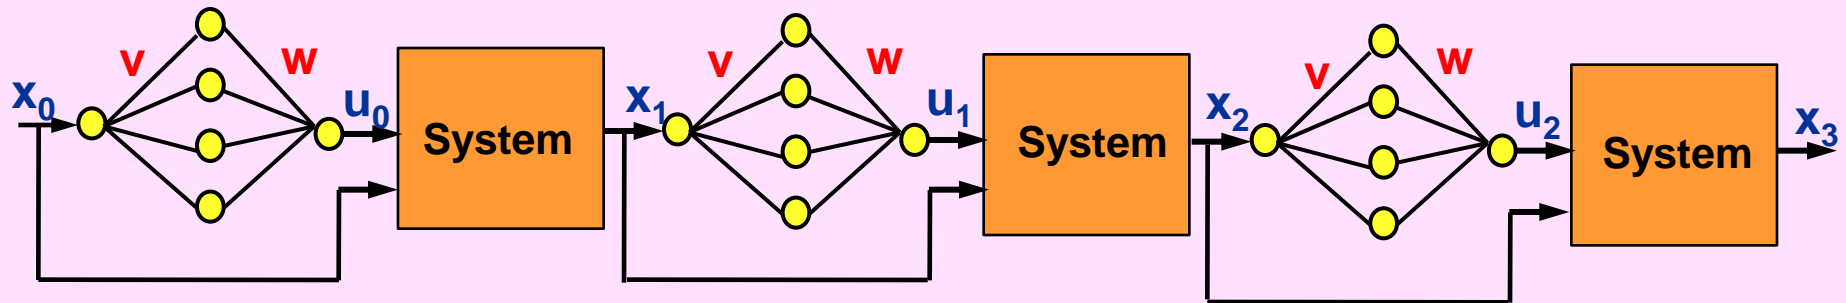 x₀ v w u₀ System x₁ v w u₁ System x₂ v w u₂ System x₃